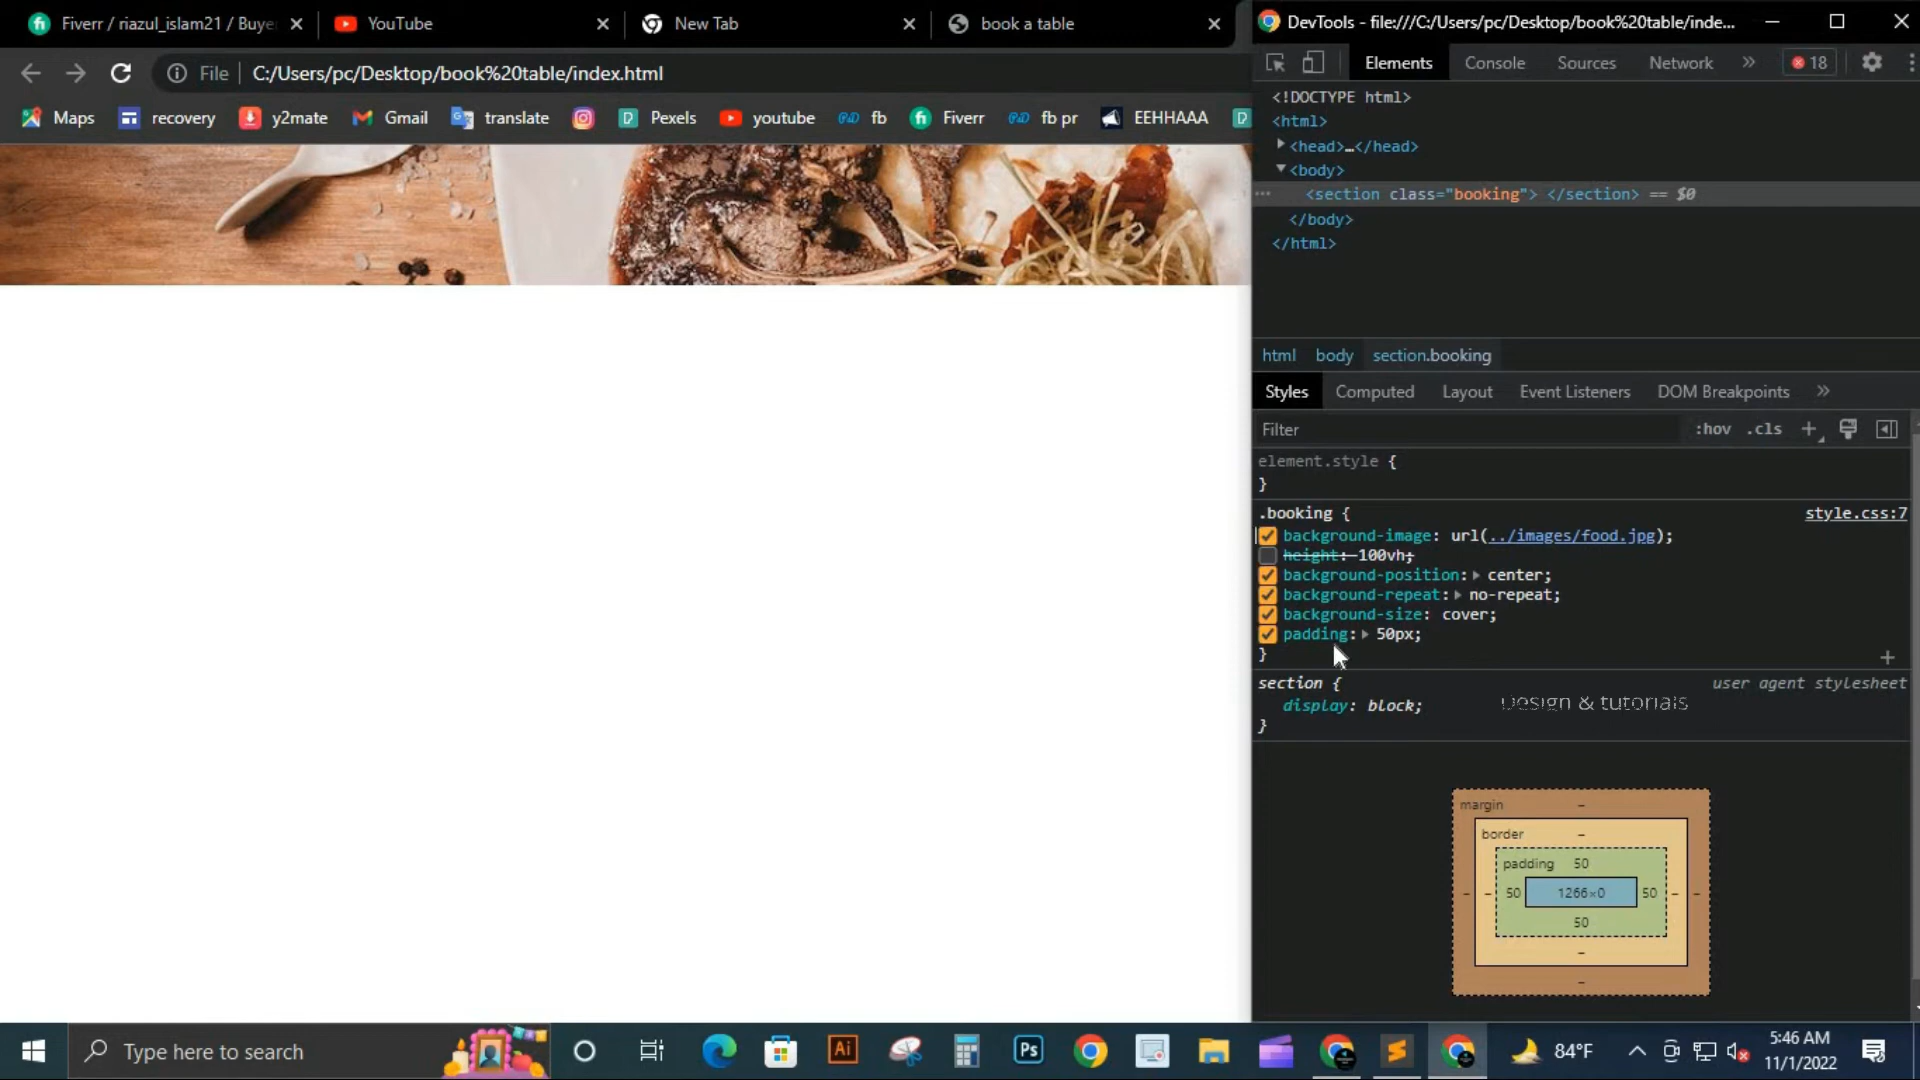 Fiverr / riazul_islam21 / Buye
YouTube
New Tab
book a table
DevTools - file:///C:/Users/pc/Desktop/book%20table/inde...
File
C:/Users/pc/Desktop/book%20table/index.html
Elements
Console
Sources
Network
18
Maps
recovery
y2mate
Gmail
translate
Pexels
youtube
fb
Fiverr
fb pr
EEHHAAA
<!DOCTYPE html>
<html>
<head>…</head>
<body>
<section class="booking"> </section> == $0
</body>
</html>
html
body
section.booking
Styles
Computed
Layout
Event Listeners
DOM Breakpoints
Filter
:hov
.cls
element.style {
}
.booking {
style.css:7
background-image: url(../images/food.jpg);
height: 100vh;
background-position: center;
background-repeat: no-repeat;
background-size: cover;
padding: 50px;
}
section {
user agent stylesheet
display: block;
Design & tutorials
}
margin
–
border
–
padding
50
–
–
50
1266×0
50
–
–
50
–
–
Type here to search
Ai
Ps
84°F
5:46 AM
11/1/2022